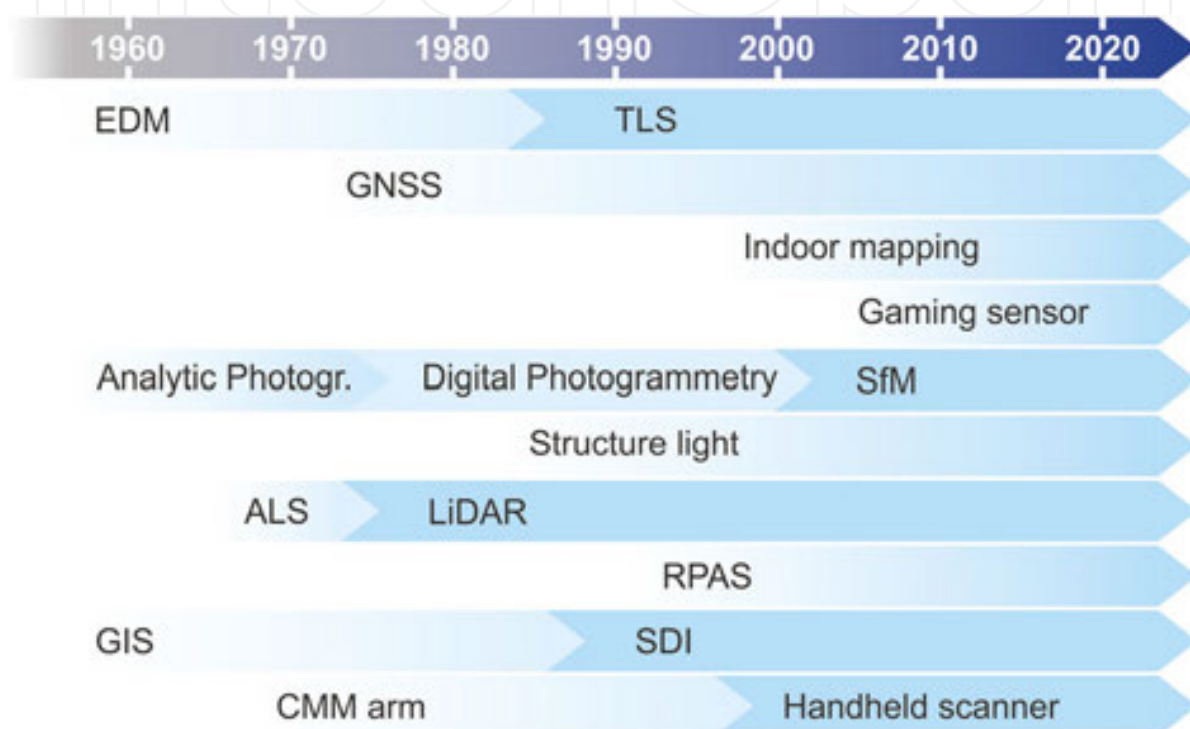 1960 1970 1980 1990 2000 2010 2020
EDM TLS
GNSS
Indoor mapping
Gaming sensor
Analytic Photogr. Digital Photogrammetry SfM
Structure light
ALS LiDAR
RPAS
GIS SDI
CMM arm Handheld scanner